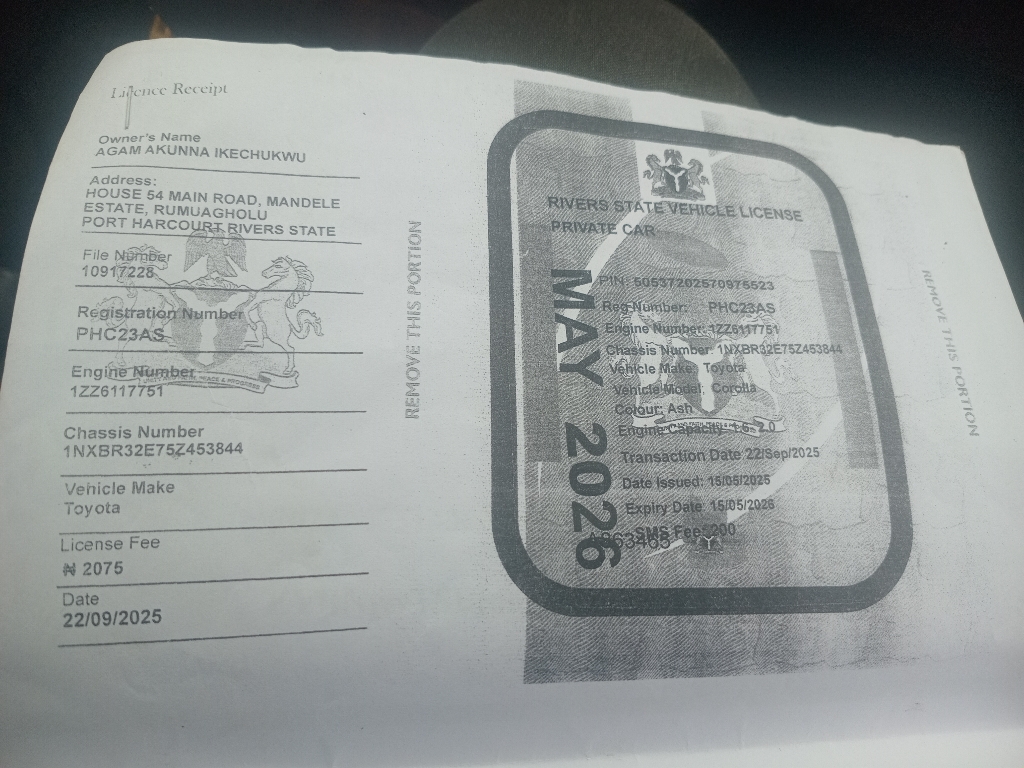 Licence Receipt
Owner's Name
AGAM AKUNNA IKECHUKWU
Address:
HOUSE 54 MAIN ROAD, MANDELE
ESTATE, RUMUAGHOLU
PORT HARCOURT RIVERS STATE
File Number
10917228
Registration Number
PHC23AS
Engine Number
1ZZ6117751
Chassis Number
1NXBR32E75Z453844
Vehicle Make
Toyota
License Fee
₦ 2075
Date
22/09/2025
REMOVE THIS PORTION
RIVERS STATE VEHICLE LICENSE
PRIVATE CAR
MAY 2026
PIN: 50537202570975523
Reg Number: PHC23AS
Engine Number: 1ZZ6117751
Chassis Number: 1NXBR32E75Z453844
Vehicle Make: Toyota
Vehicle Model: Corolla
Colour: Ash
Engine Capacity 1.6- 2.0
Transaction Date 22/Sep/2025
Date Issued: 15/05/2025
Expiry Date: 15/05/2026
SMS Fee
REMOVE THIS PORTION